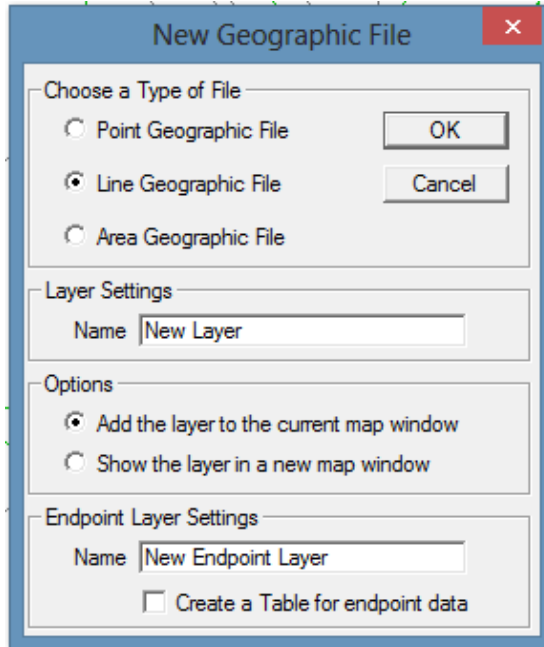 New Geographic File
Choose a Type of File
Point Geographic File
OK
Line Geographic File
Cancel
Area Geographic File
Layer Settings
Name New Layer
Options
Add the layer to the current map window
Show the layer in a new map window
Endpoint Layer Settings
Name New Endpoint Layer
Create a Table for endpoint data